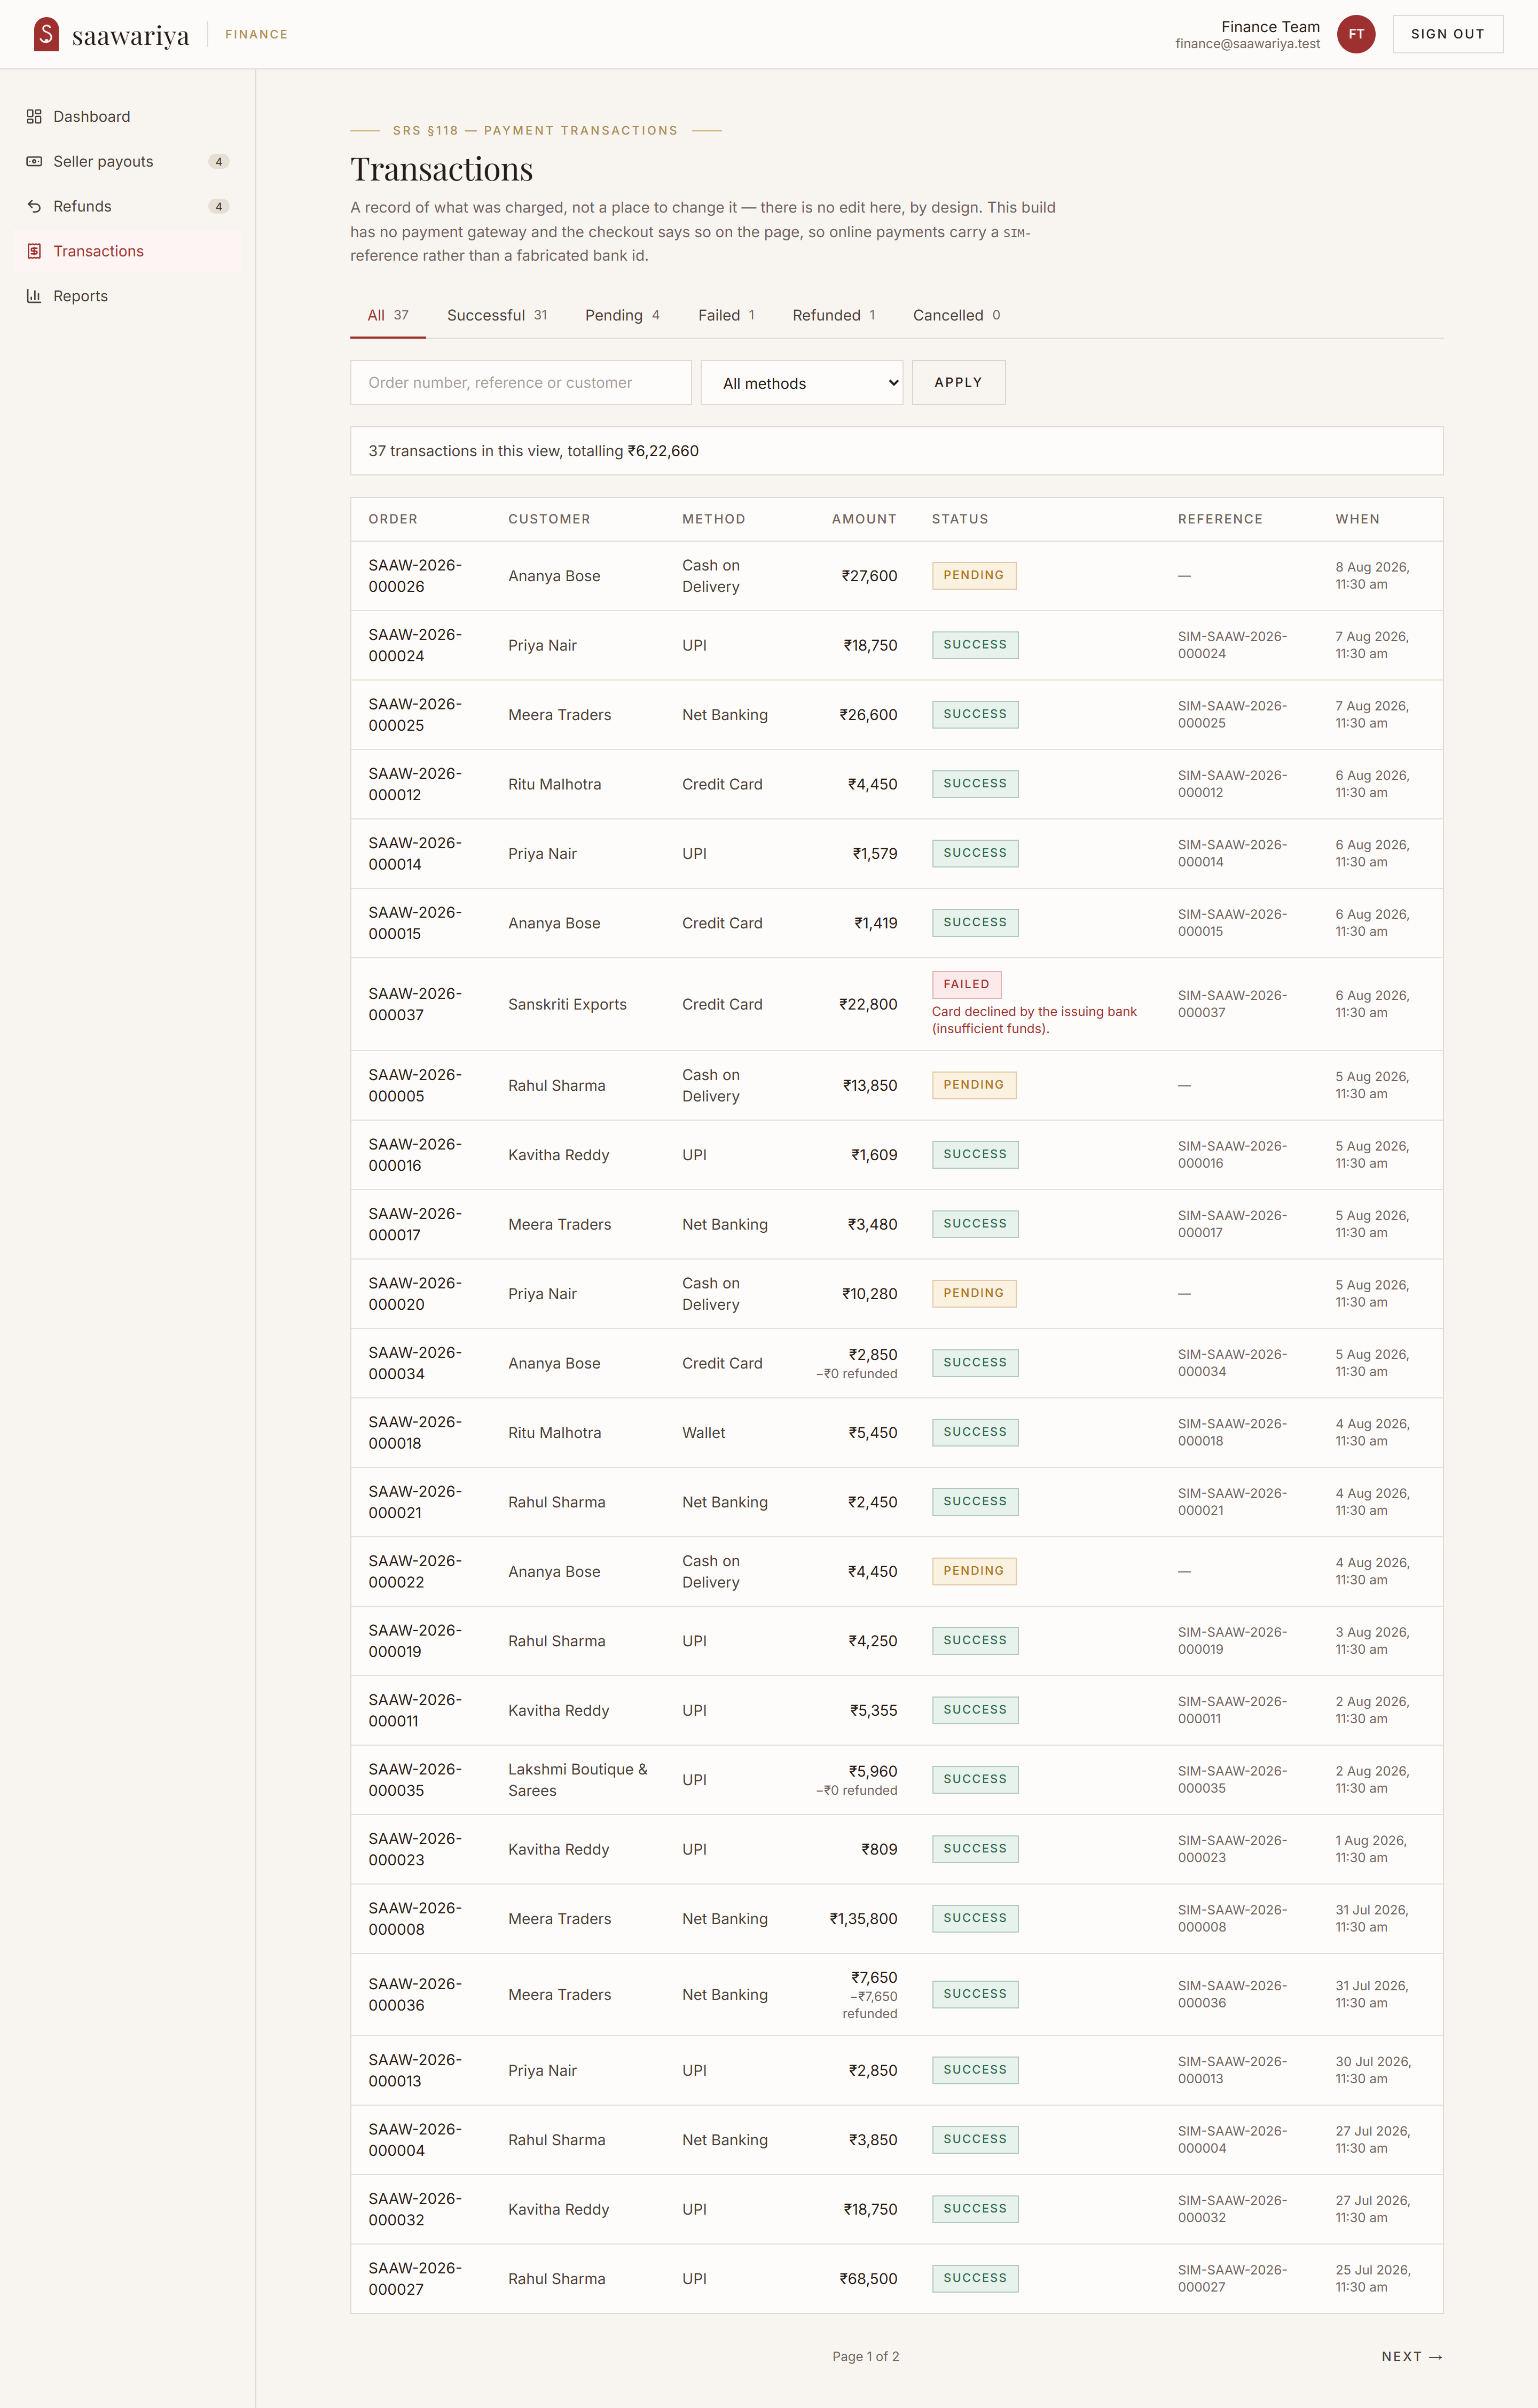 S saawariya FINANCE
Finance Team
finance@saawariya.test
FT
SIGN OUT
Dashboard
Seller payouts 4
Refunds 4
Transactions
Reports
SRS §118 — PAYMENT TRANSACTIONS
Transactions
A record of what was charged, not a place to change it — there is no edit here, by design. This build
has no payment gateway and the checkout says so on the page, so online payments carry a SIM-
reference rather than a fabricated bank id.
All 37 Successful 31 Pending 4 Failed 1 Refunded 1 Cancelled 0
Order number, reference or customer All methods APPLY
37 transactions in this view, totalling ₹6,22,660
ORDER CUSTOMER METHOD AMOUNT STATUS REFERENCE WHEN
SAAW-2026-
000026 Ananya Bose Cash on
Delivery ₹27,600 PENDING — 8 Aug 2026,
11:30 am
SAAW-2026-
000024 Priya Nair UPI ₹18,750 SUCCESS SIM-SAAW-2026-
000024 7 Aug 2026,
11:30 am
SAAW-2026-
000025 Meera Traders Net Banking ₹26,600 SUCCESS SIM-SAAW-2026-
000025 7 Aug 2026,
11:30 am
SAAW-2026-
000012 Ritu Malhotra Credit Card ₹4,450 SUCCESS SIM-SAAW-2026-
000012 6 Aug 2026,
11:30 am
SAAW-2026-
000014 Priya Nair UPI ₹1,579 SUCCESS SIM-SAAW-2026-
000014 6 Aug 2026,
11:30 am
SAAW-2026-
000015 Ananya Bose Credit Card ₹1,419 SUCCESS SIM-SAAW-2026-
000015 6 Aug 2026,
11:30 am
SAAW-2026-
000037 Sanskriti Exports Credit Card ₹22,800 FAILED
Card declined by the issuing bank
(insufficient funds). SIM-SAAW-2026-
000037 6 Aug 2026,
11:30 am
SAAW-2026-
000005 Rahul Sharma Cash on
Delivery ₹13,850 PENDING — 5 Aug 2026,
11:30 am
SAAW-2026-
000016 Kavitha Reddy UPI ₹1,609 SUCCESS SIM-SAAW-2026-
000016 5 Aug 2026,
11:30 am
SAAW-2026-
000017 Meera Traders Net Banking ₹3,480 SUCCESS SIM-SAAW-2026-
000017 5 Aug 2026,
11:30 am
SAAW-2026-
000020 Priya Nair Cash on
Delivery ₹10,280 PENDING — 5 Aug 2026,
11:30 am
SAAW-2026-
000034 Ananya Bose Credit Card ₹2,850
−₹0 refunded SUCCESS SIM-SAAW-2026-
000034 5 Aug 2026,
11:30 am
SAAW-2026-
000018 Ritu Malhotra Wallet ₹5,450 SUCCESS SIM-SAAW-2026-
000018 4 Aug 2026,
11:30 am
SAAW-2026-
000021 Rahul Sharma Net Banking ₹2,450 SUCCESS SIM-SAAW-2026-
000021 4 Aug 2026,
11:30 am
SAAW-2026-
000022 Ananya Bose Cash on
Delivery ₹4,450 PENDING — 4 Aug 2026,
11:30 am
SAAW-2026-
000019 Rahul Sharma UPI ₹4,250 SUCCESS SIM-SAAW-2026-
000019 3 Aug 2026,
11:30 am
SAAW-2026-
000011 Kavitha Reddy UPI ₹5,355 SUCCESS SIM-SAAW-2026-
000011 2 Aug 2026,
11:30 am
SAAW-2026-
000035 Lakshmi Boutique &
Sarees UPI ₹5,960
−₹0 refunded SUCCESS SIM-SAAW-2026-
000035 2 Aug 2026,
11:30 am
SAAW-2026-
000023 Kavitha Reddy UPI ₹809 SUCCESS SIM-SAAW-2026-
000023 1 Aug 2026,
11:30 am
SAAW-2026-
000008 Meera Traders Net Banking ₹1,35,800 SUCCESS SIM-SAAW-2026-
000008 31 Jul 2026,
11:30 am
SAAW-2026-
000036 Meera Traders Net Banking ₹7,650
−₹7,650
refunded SUCCESS SIM-SAAW-2026-
000036 31 Jul 2026,
11:30 am
SAAW-2026-
000013 Priya Nair UPI ₹2,850 SUCCESS SIM-SAAW-2026-
000013 30 Jul 2026,
11:30 am
SAAW-2026-
000004 Rahul Sharma Net Banking ₹3,850 SUCCESS SIM-SAAW-2026-
000004 27 Jul 2026,
11:30 am
SAAW-2026-
000032 Kavitha Reddy UPI ₹18,750 SUCCESS SIM-SAAW-2026-
000032 27 Jul 2026,
11:30 am
SAAW-2026-
000027 Rahul Sharma UPI ₹68,500 SUCCESS SIM-SAAW-2026-
000027 25 Jul 2026,
11:30 am
Page 1 of 2 NEXT →